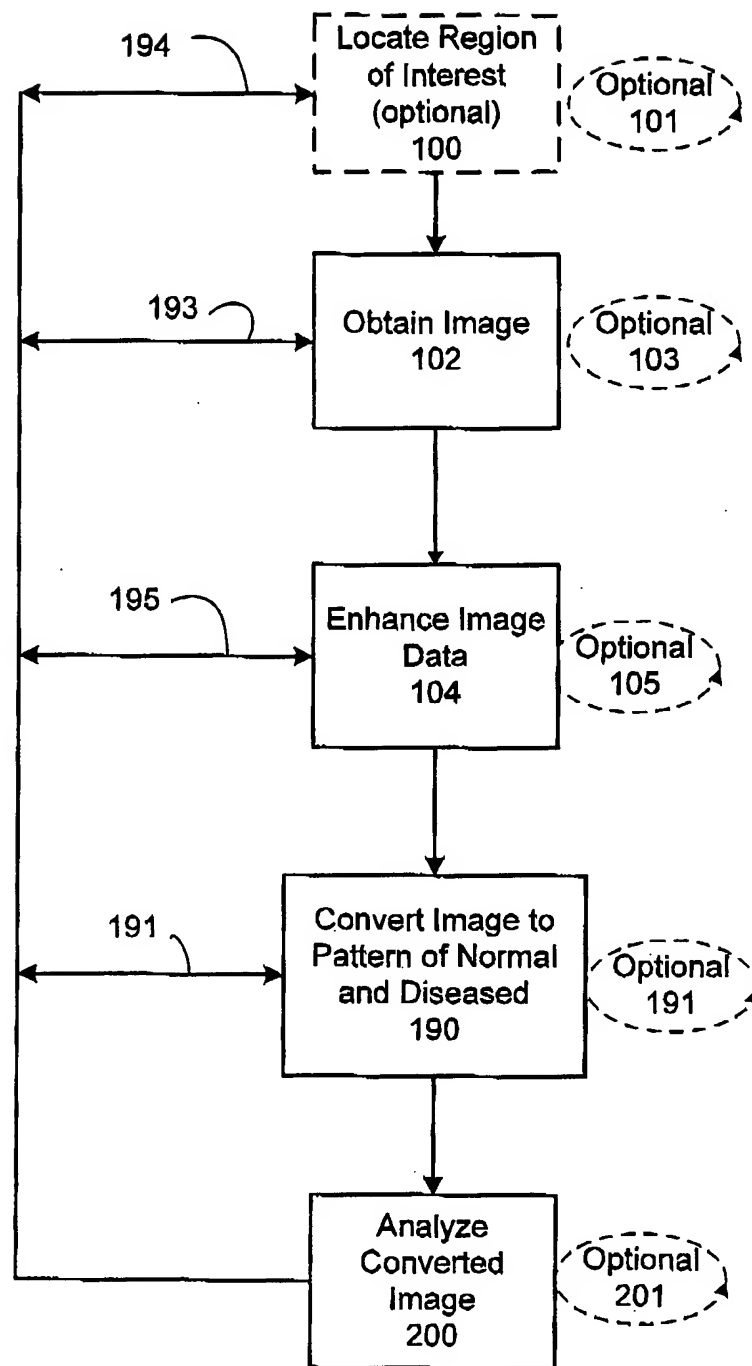 194
Locate Region
of Interest
(optional)
100
Optional
101
193
Obtain Image
102
Optional
103
195
Enhance Image
Data
104
Optional
105
191
Convert Image to
Pattern of Normal
and Diseased
190
Optional
191
Analyze
Converted
Image
200
Optional
201